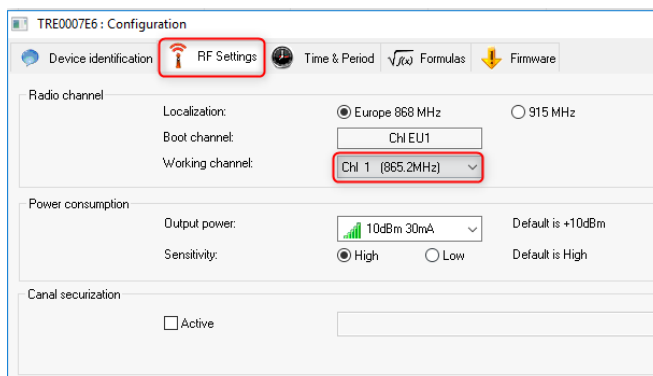 TRE0007E6 : Configuration
Device identification RF Settings Time & Period √f(x) Formulas Firmware
Radio channel
Localization: Europe 868 MHz 915 MHz
Boot channel: Chl EU1
Working channel: Chl 1 (865.2MHz)
Power consumption
Output power: 10dBm 30mA Default is +10dBm
Sensitivity: High Low Default is High
Canal securization
Active